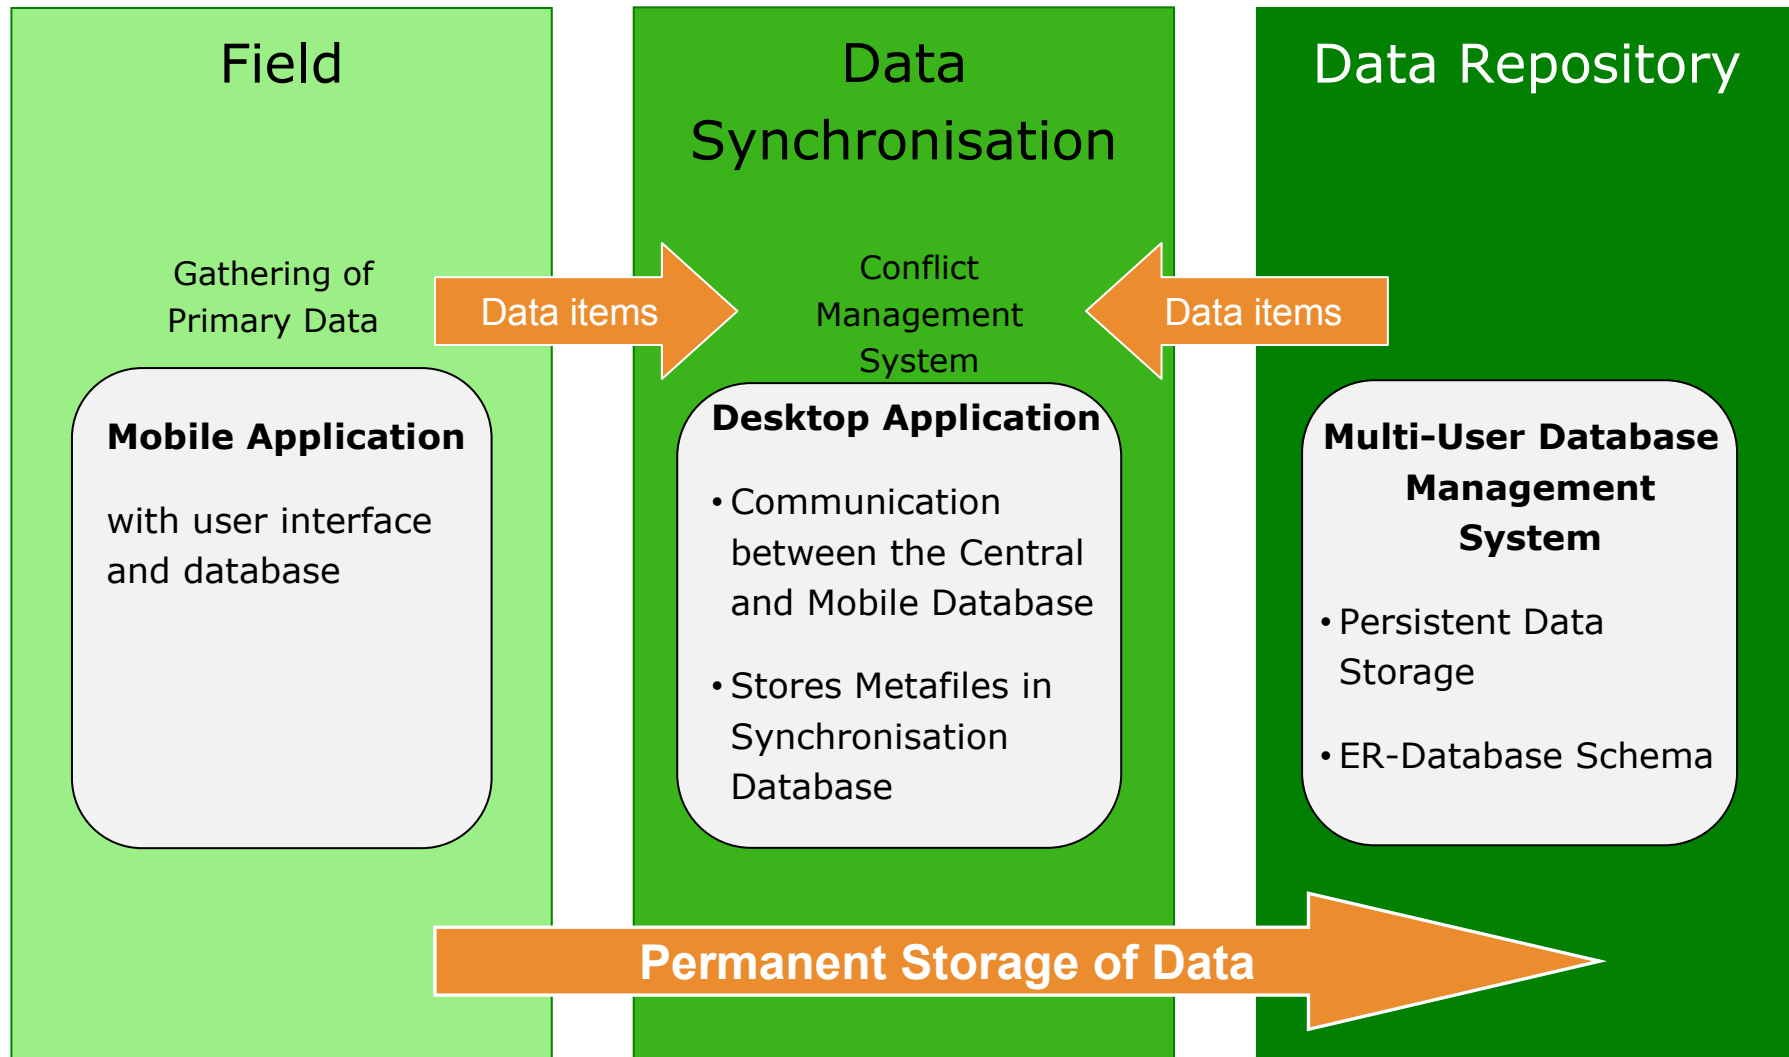 Field
Gathering of
Primary Data
Mobile Application
with user interface
and database
Data items
Data
Synchronisation
Conflict
Management
System
Desktop Application
• Communication
between the Central
and Mobile Database
• Stores Metafiles in
Synchronisation
Database
Data items
Data Repository
Multi-User Database
Management
System
• Persistent Data
Storage
• ER-Database Schema
Permanent Storage of Data